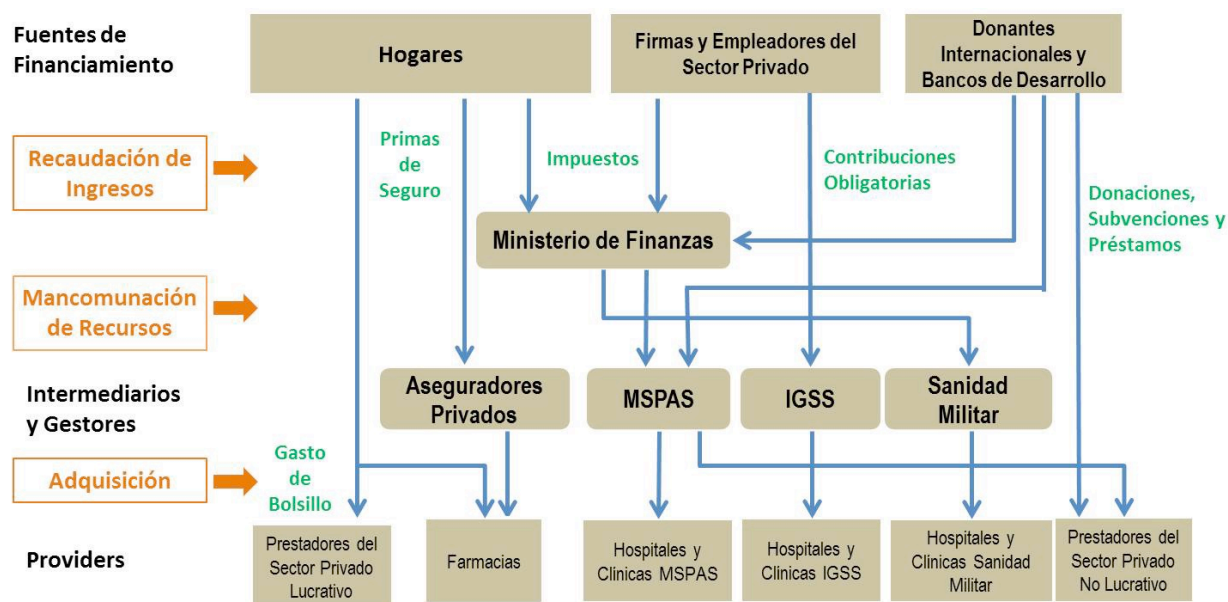 Fuentes de
Financiamiento
Hogares
Firmas y Empleadores del
Sector Privado
Donantes
Internacionales y
Bancos de Desarrollo
Recaudación de
Ingresos
Primas
de
Seguro
Impuestos
Contribuciones
Obligatorias
Donaciones,
Subvenciones y
Préstamos
Ministerio de Finanzas
Mancomunación
de Recursos
Intermediarios
y Gestores
Aseguradores
Privados
MSPAS
IGSS
Sanidad
Militar
Adquisición
Gasto
de
Bolsillo
Providers
Prestadores del
Sector Privado
Lucrativo
Farmacias
Hospitales y
Clinicas MSPAS
Hospitales y
Clinicas IGSS
Hospitales y
Clinicas Sanidad
Militar
Prestadores del
Sector Privado
No Lucrativo